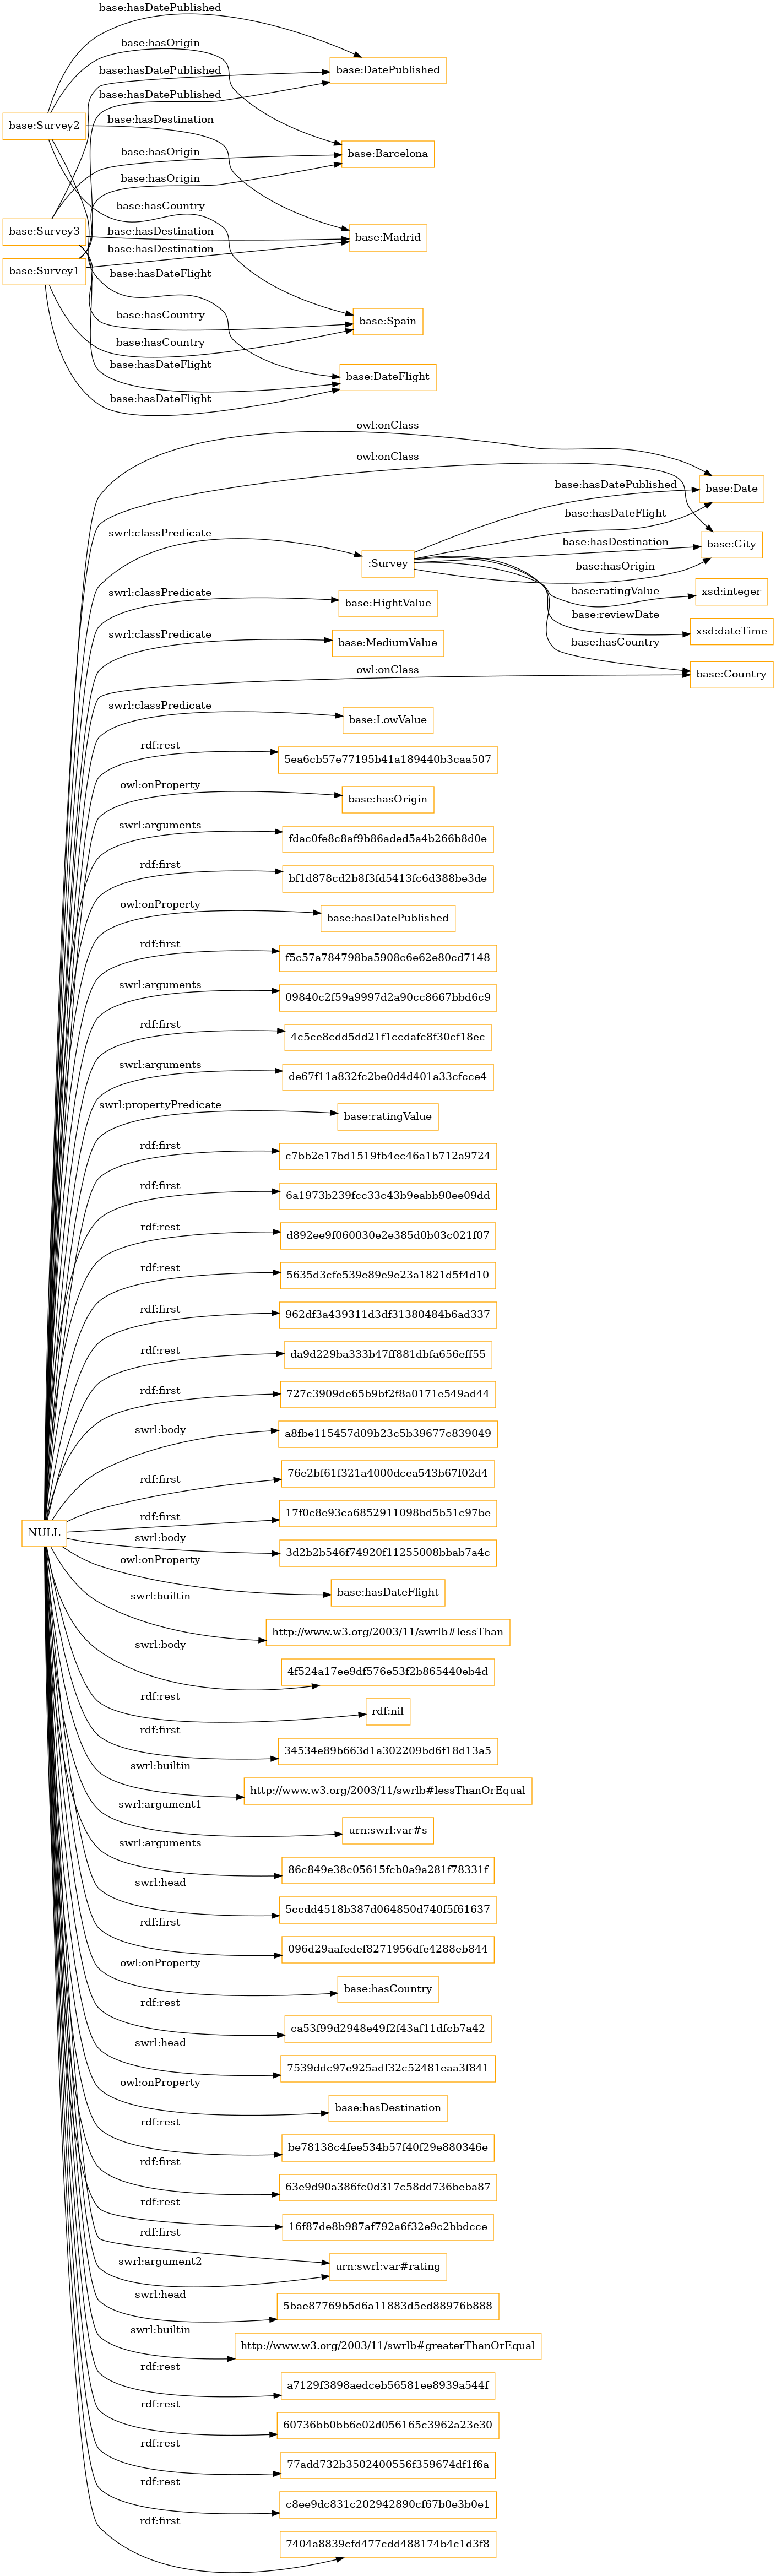 base:hasDatePublished
base:hasOrigin
base:DatePublished
base:hasDatePublished
base:hasDatePublished
base:Survey2
base:hasDestination
base:Barcelona
base:hasOrigin
base:hasOrigin
base:hasCountry
base:Survey3
base:hasDestination
base:Madrid
base:hasDestination
base:Survey1
base:hasDateFlight
base:hasCountry
base:Spain
base:hasCountry
base:hasDateFlight
base:DateFlight
base:hasDateFlight
owl:onClass
owl:onClass
base:hasDatePublished
base:Date
base:hasDateFlight
swrl:classPredicate
base:hasDestination
base:City
:Survey
base:hasOrigin
base:ratingValue
xsd:integer
swrl:classPredicate
base:HightValue
base:reviewDate
xsd:dateTime
swrl:classPredicate
base:MediumValue
base:hasCountry
owl:onClass
base:Country
swrl:classPredicate
base:LowValue
rdf:rest
5ea6cb57e77195b41a189440b3caa507
owl:onProperty
base:hasOrigin
swrl:arguments
fdac0fe8c8af9b86aded5a4b266b8d0e
rdf:first
bf1d878cd2b8f3fd5413fc6d388be3de
owl:onProperty
base:hasDatePublished
rdf:first
f5c57a784798ba5908c6e62e80cd7148
swrl:arguments
09840c2f59a9997d2a90cc8667bbd6c9
rdf:first
4c5ce8cdd5dd21f1ccdafc8f30cf18ec
swrl:arguments
de67f11a832fc2be0d4d401a33cfcce4
swrl:propertyPredicate
base:ratingValue
rdf:first
c7bb2e17bd1519fb4ec46a1b712a9724
rdf:first
6a1973b239fcc33c43b9eabb90ee09dd
rdf:rest
d892ee9f060030e2e385d0b03c021f07
rdf:rest
5635d3cfe539e89e9e23a1821d5f4d10
rdf:first
962df3a439311d3df31380484b6ad337
rdf:rest
da9d229ba333b47ff881dbfa656eff55
rdf:first
727c3909de65b9bf2f8a0171e549ad44
swrl:body
a8fbe115457d09b23c5b39677c839049
rdf:first
76e2bf61f321a4000dcea543b67f02d4
rdf:first
17f0c8e93ca6852911098bd5b51c97be
NULL
swrl:body
3d2b2b546f74920f11255008bbab7a4c
owl:onProperty
base:hasDateFlight
swrl:builtin
http://www.w3.org/2003/11/swrlb#lessThan
swrl:body
4f524a17ee9df576e53f2b865440eb4d
rdf:rest
rdf:nil
rdf:first
34534e89b663d1a302209bd6f18d13a5
swrl:builtin
http://www.w3.org/2003/11/swrlb#lessThanOrEqual
swrl:argument1
urn:swrl:var#s
swrl:arguments
86c849e38c05615fcb0a9a281f78331f
swrl:head
5ccdd4518b387d064850d740f5f61637
rdf:first
096d29aafedef8271956dfe4288eb844
owl:onProperty
base:hasCountry
rdf:rest
ca53f99d2948e49f2f43af11dfcb7a42
swrl:head
7539ddc97e925adf32c52481eaa3f841
owl:onProperty
base:hasDestination
rdf:rest
be78138c4fee534b57f40f29e880346e
rdf:first
63e9d90a386fc0d317c58dd736beba87
rdf:rest
16f87de8b987af792a6f32e9c2bbdcce
rdf:first
urn:swrl:var#rating
swrl:argument2
swrl:head
5bae87769b5d6a11883d5ed88976b888
swrl:builtin
http://www.w3.org/2003/11/swrlb#greaterThanOrEqual
rdf:rest
a7129f3898aedceb56581ee8939a544f
rdf:rest
60736bb0bb6e02d056165c3962a23e30
rdf:rest
77add732b3502400556f359674df1f6a
rdf:rest
c8ee9dc831c202942890cf67b0e3b0e1
rdf:first
7404a8839cfd477cdd488174b4c1d3f8